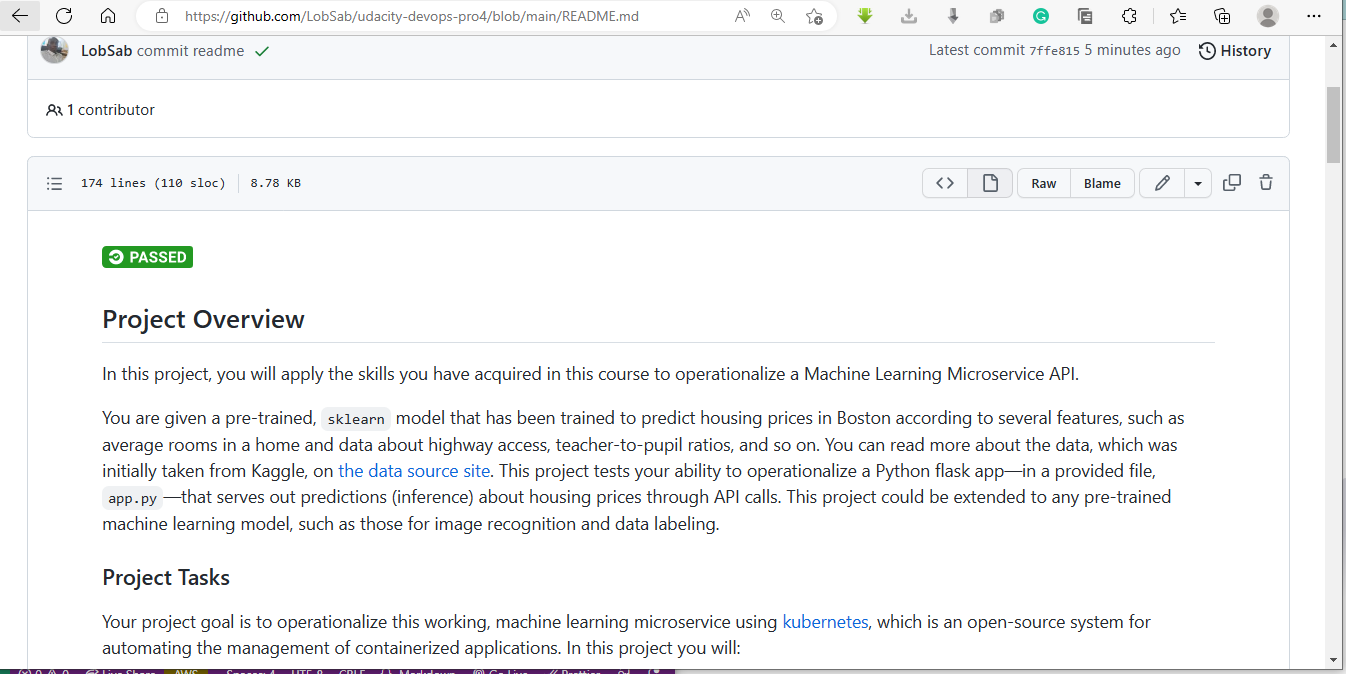 https://github.com/LobSab/udacity-devops-pro4/blob/main/README.md
LobSab commit readme
Latest commit 7ffe815 5 minutes ago
History
1 contributor
174 lines (110 sloc)
8.78 KB
Raw
Blame
PASSED
Project Overview
In this project, you will apply the skills you have acquired in this course to operationalize a Machine Learning Microservice API.
You are given a pre-trained, sklearn model that has been trained to predict housing prices in Boston according to several features, such as
average rooms in a home and data about highway access, teacher-to-pupil ratios, and so on. You can read more about the data, which was
initially taken from Kaggle, on the data source site. This project tests your ability to operationalize a Python flask app—in a provided file,
app.py —that serves out predictions (inference) about housing prices through API calls. This project could be extended to any pre-trained
machine learning model, such as those for image recognition and data labeling.
Project Tasks
Your project goal is to operationalize this working, machine learning microservice using kubernetes, which is an open-source system for
automating the management of containerized applications. In this project you will: